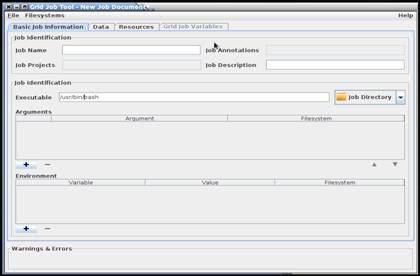 Grid Job Tool - New Job Document
File Filesystems Help
Basic Job Information Data Resources Grid Job Variables
Job Identification
Job Name Job Annotations
Job Projects Job Description
Job Identification
Executable /usr/bin/bash Job Directory
Arguments
Argument Filesystem
+ −
Environment
Variable Value Filesystem
+ −
Warnings & Errors